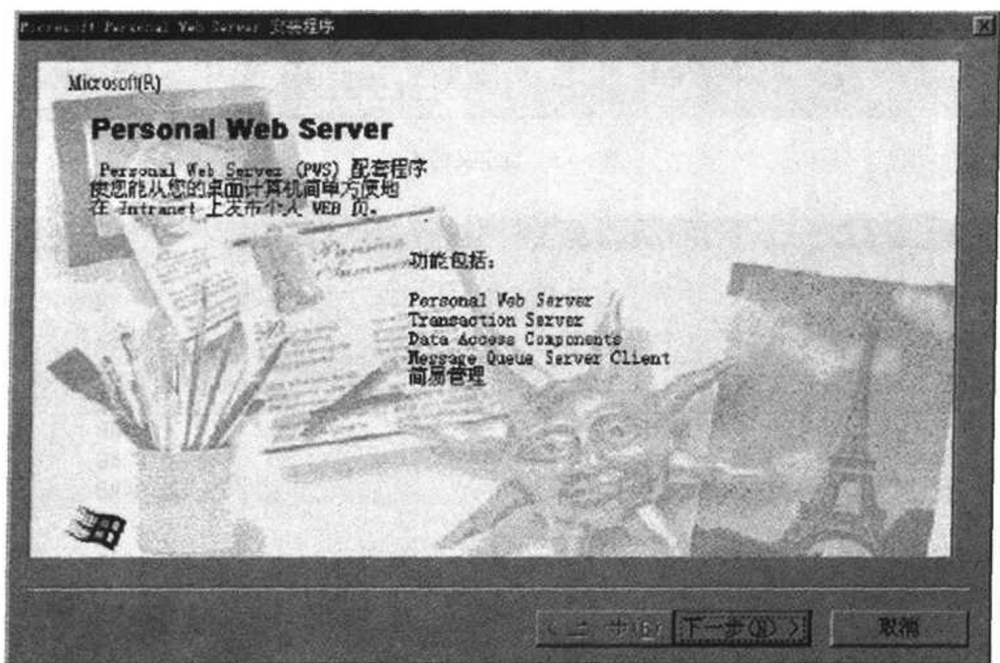 Microsoft Personal Web Server 安装程序
Microsoft(R)
Personal Web Server
Personal Web Server (PWS) 配套程序
使您能从您的桌面计算机简单方便地
在 Intranet 上发布个人 WEB 页。
功能包括：
Personal Web Server
Transaction Server
Data Access Components
Message Queue Server Client
简易管理
< 上一步(B)
下一步(N) >
取消